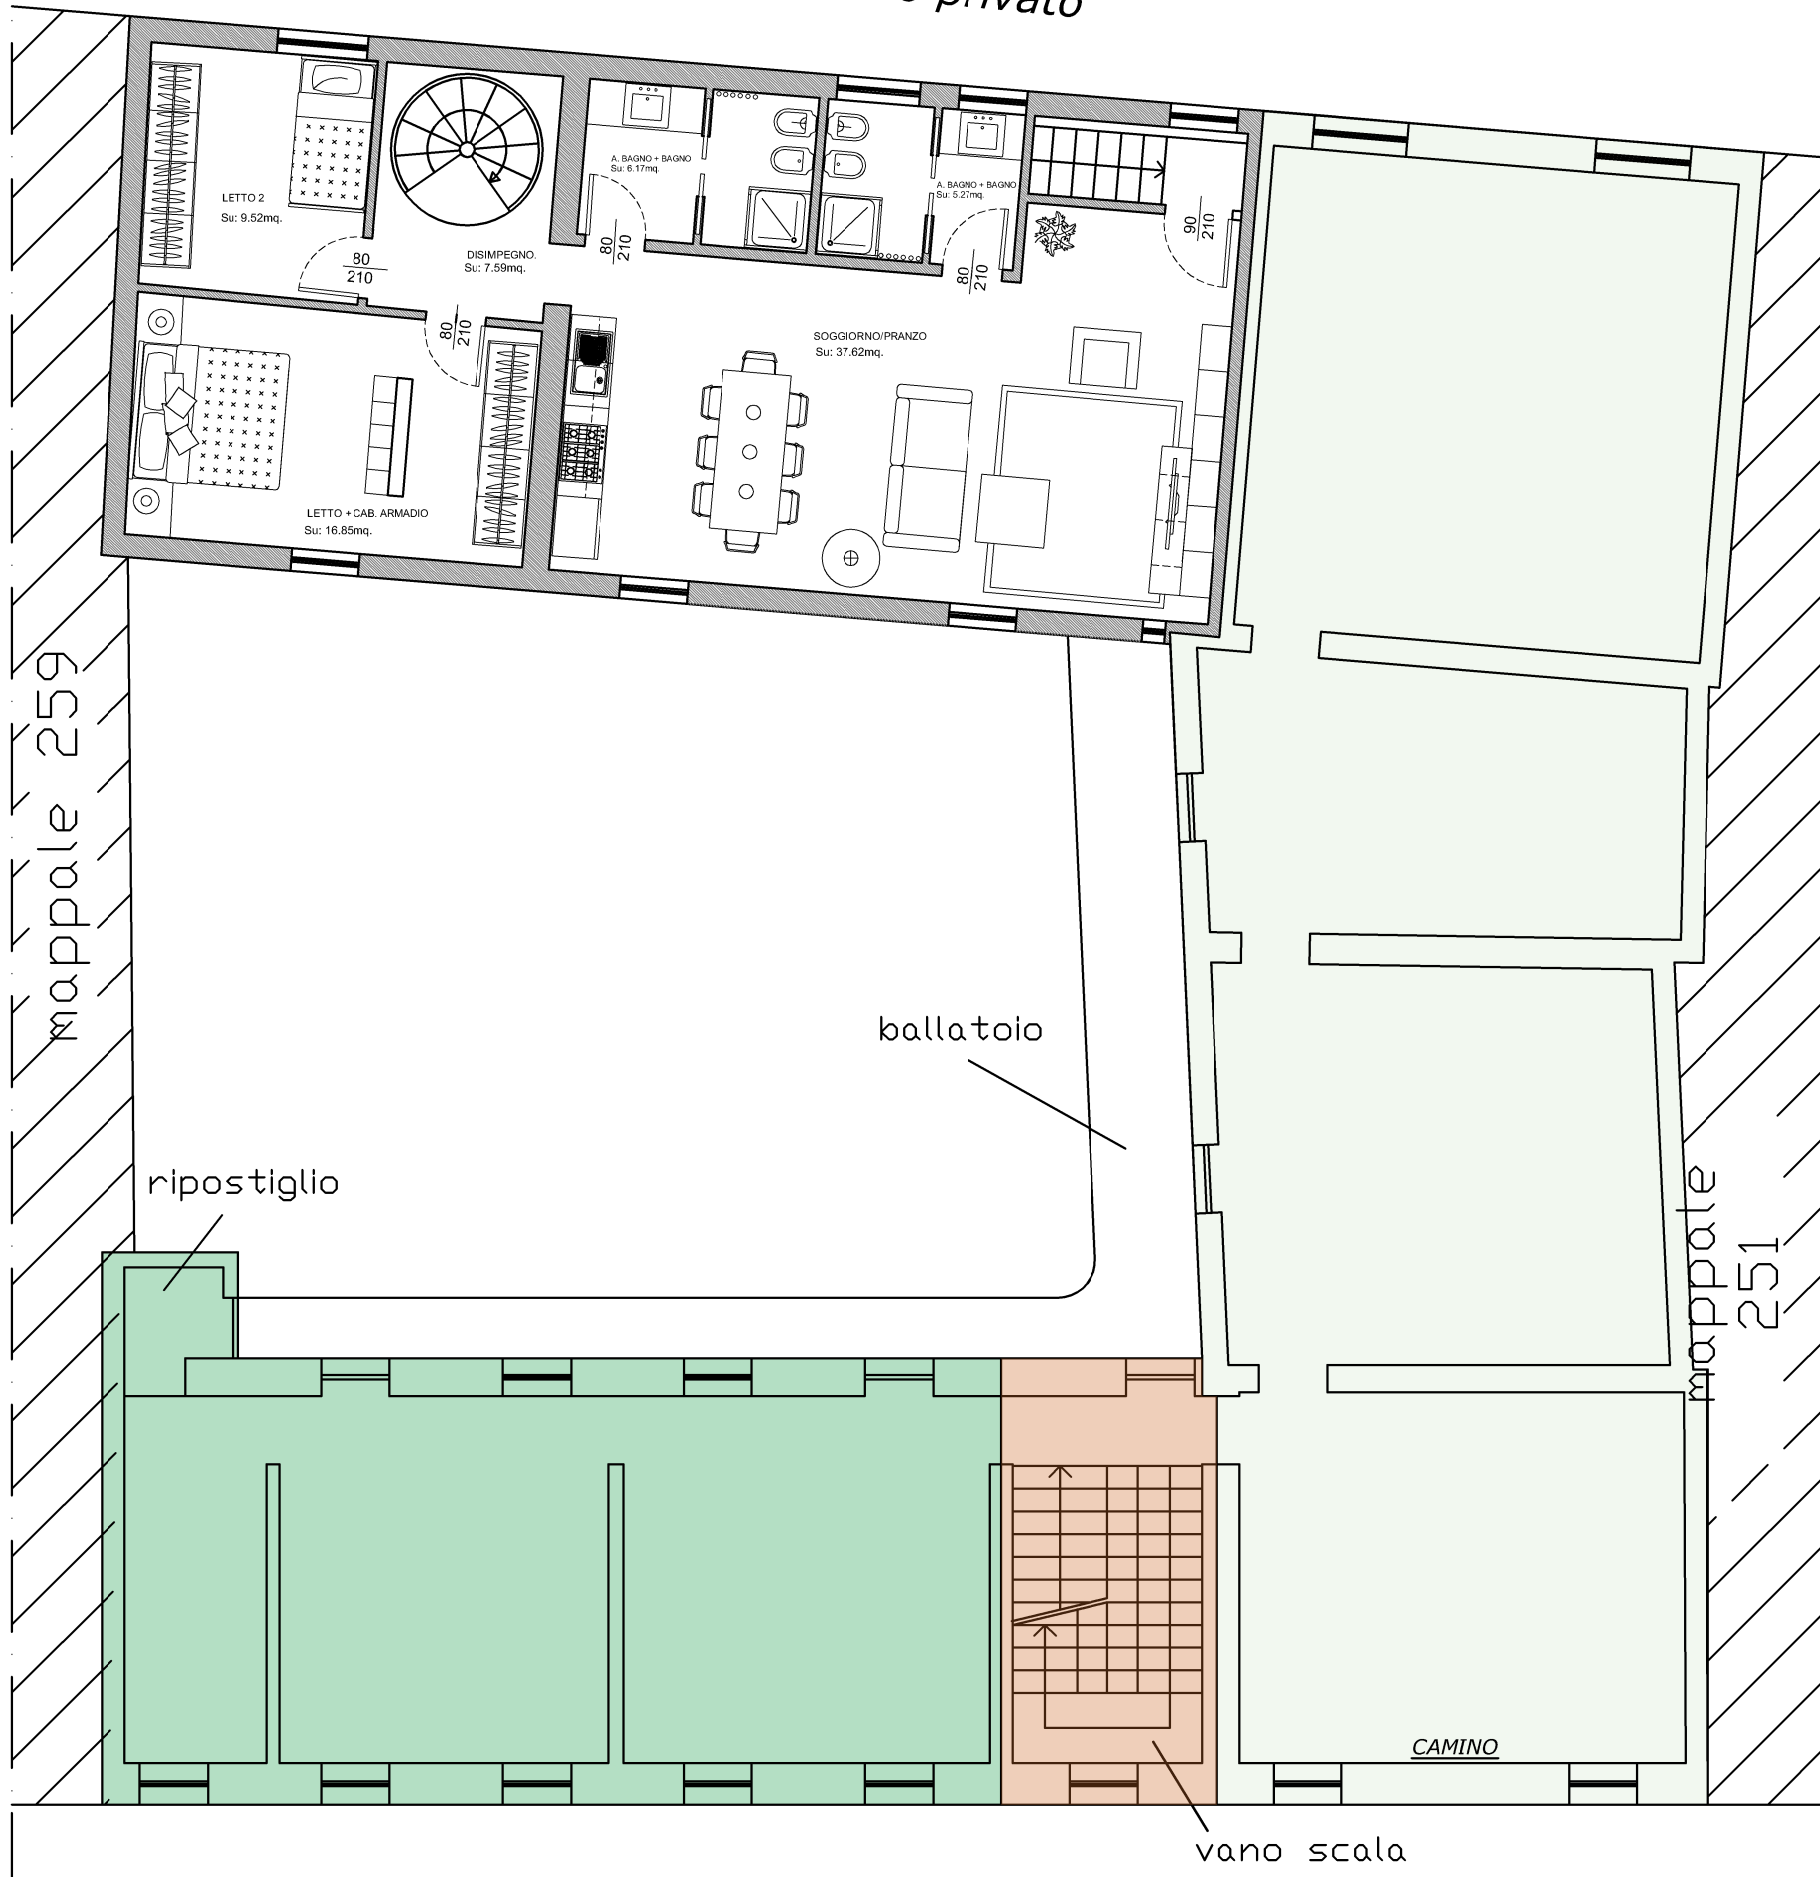 privato
LETTO 2
Su: 9.52mq.
80
210
DISIMPEGNO.
Su: 7.59mq.
80
210
A. BAGNO + BAGNO
Su: 6.17mq.
80
210
A. BAGNO + BAGNO
Su: 5.27mq.
80
210
90
210
SOGGIORNO/PRANZO
Su: 37.62mq.
LETTO +CAB. ARMADIO
Su: 16.85mq.
mappale 259
ballatoio
ripostiglio
mappale
251
CAMINO
vano scala